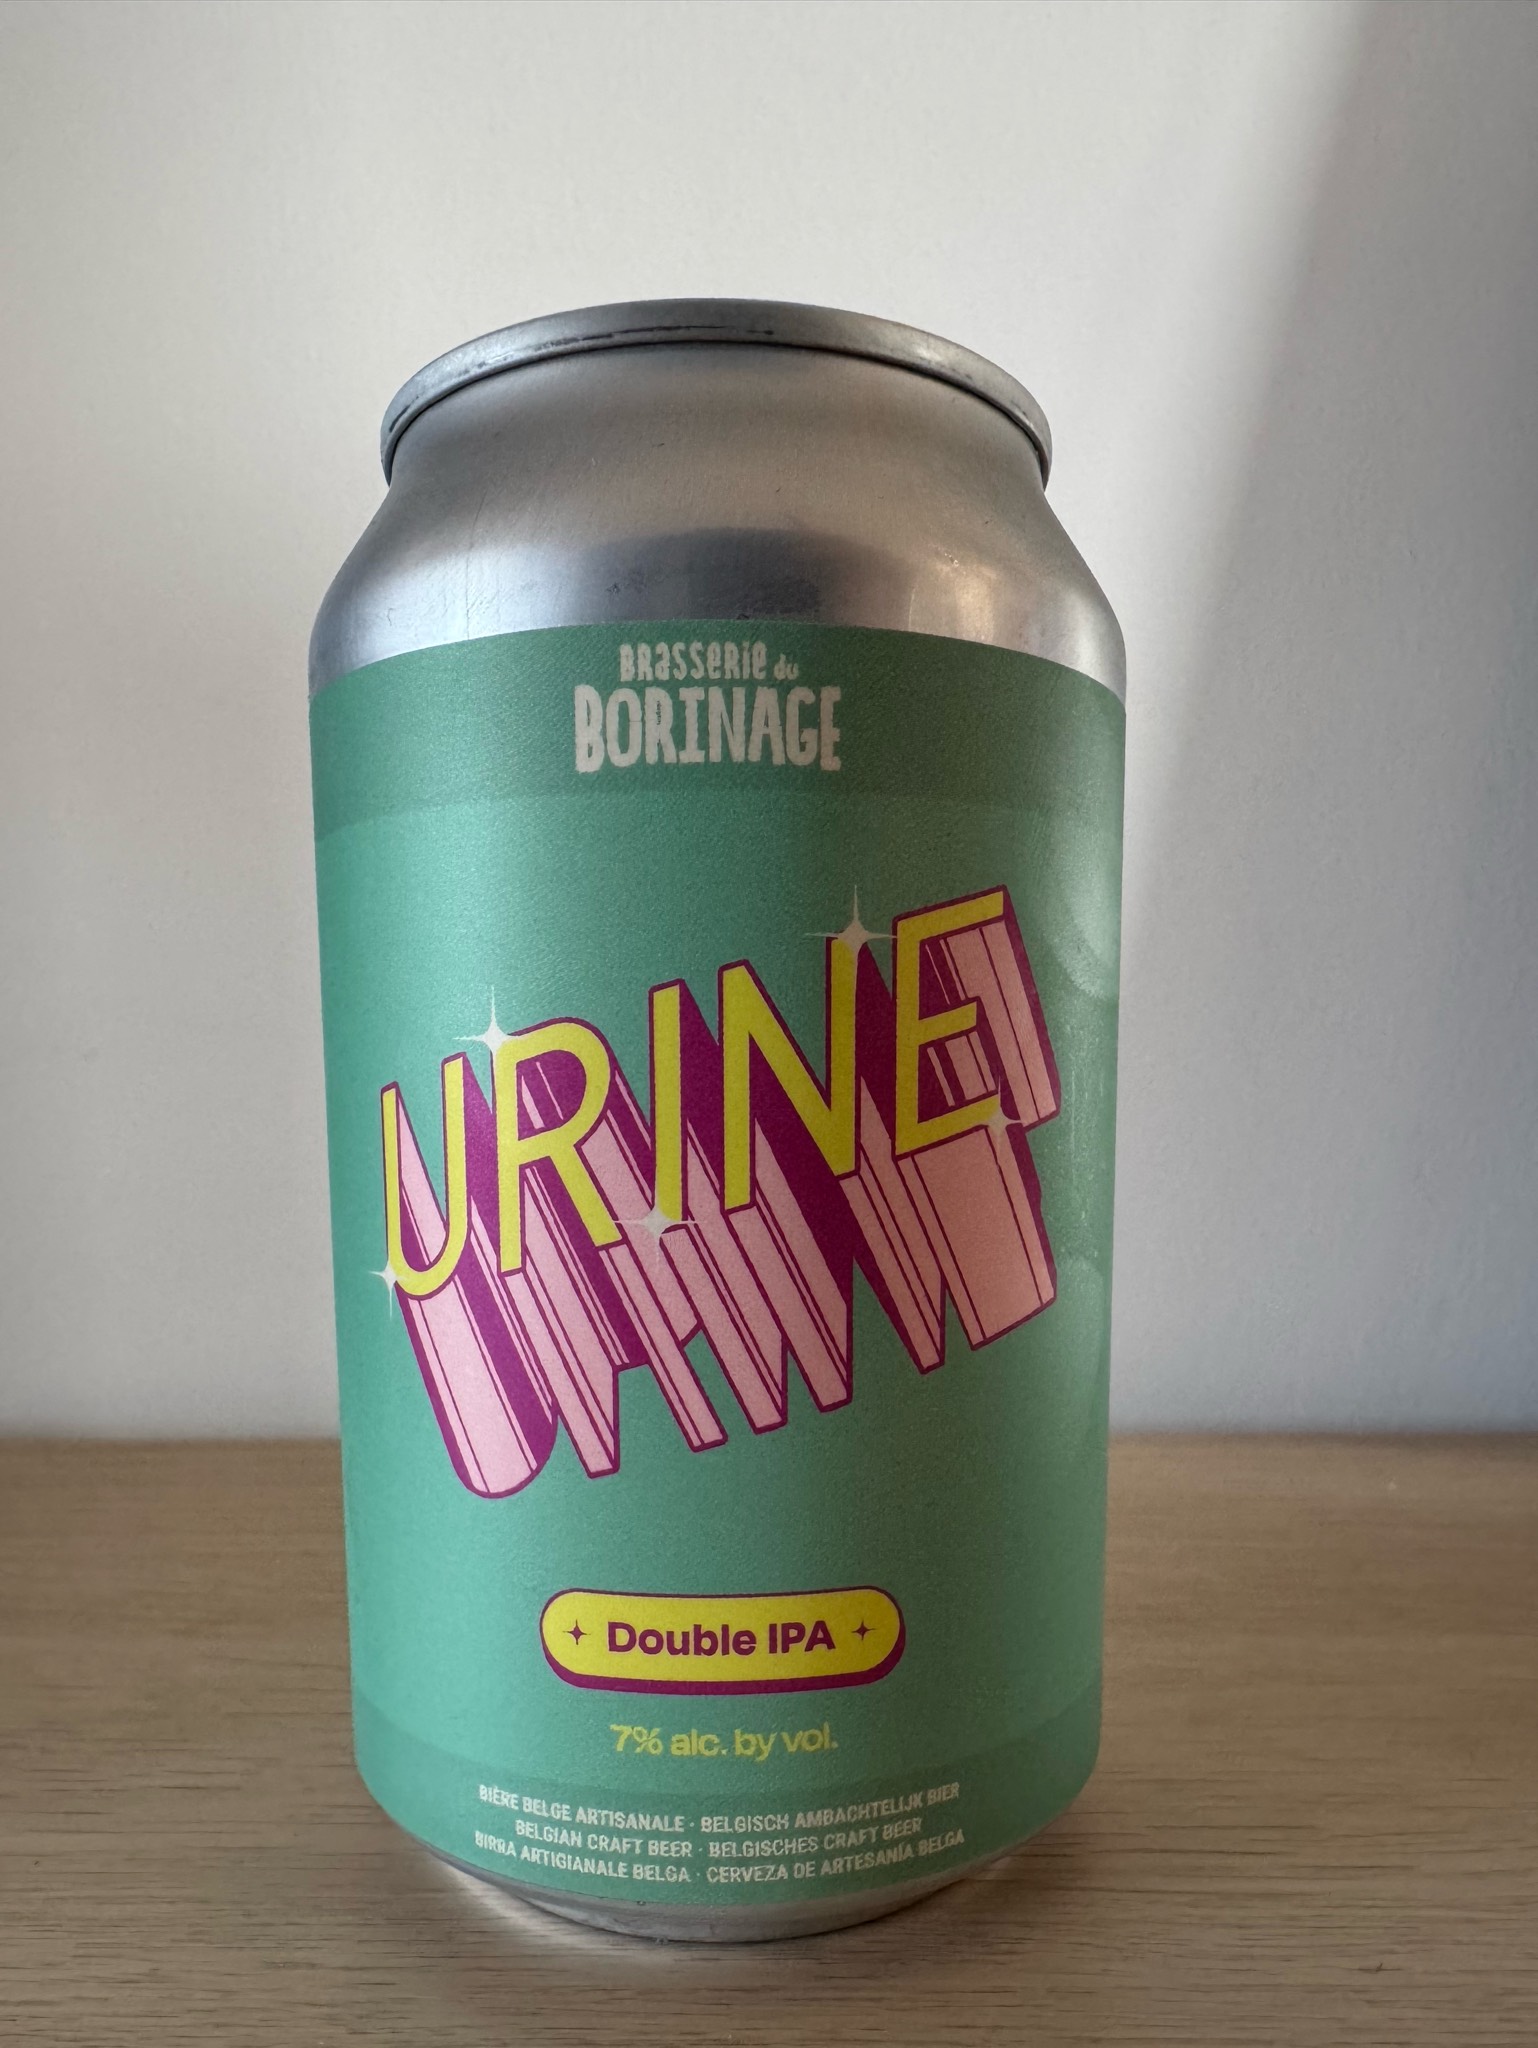 BRasseRie du
BORINAGE
URINE
Double IPA
7% alc. by vol.
BIÈRE BELGE ARTISANALE · BELGISCH AMBACHTELIJK BIER
BELGIAN CRAFT BEER · BELGISCHES CRAFT BEER
BIRRA ARTIGIANALE BELGA · CERVEZA DE ARTESANÍA BELGA